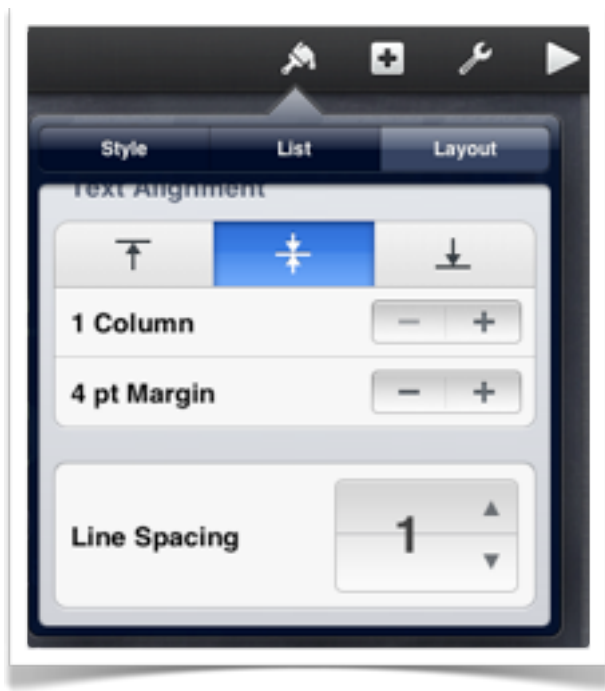 Style List Layout
Text Alignment
1 Column
4 pt Margin
Line Spacing 1